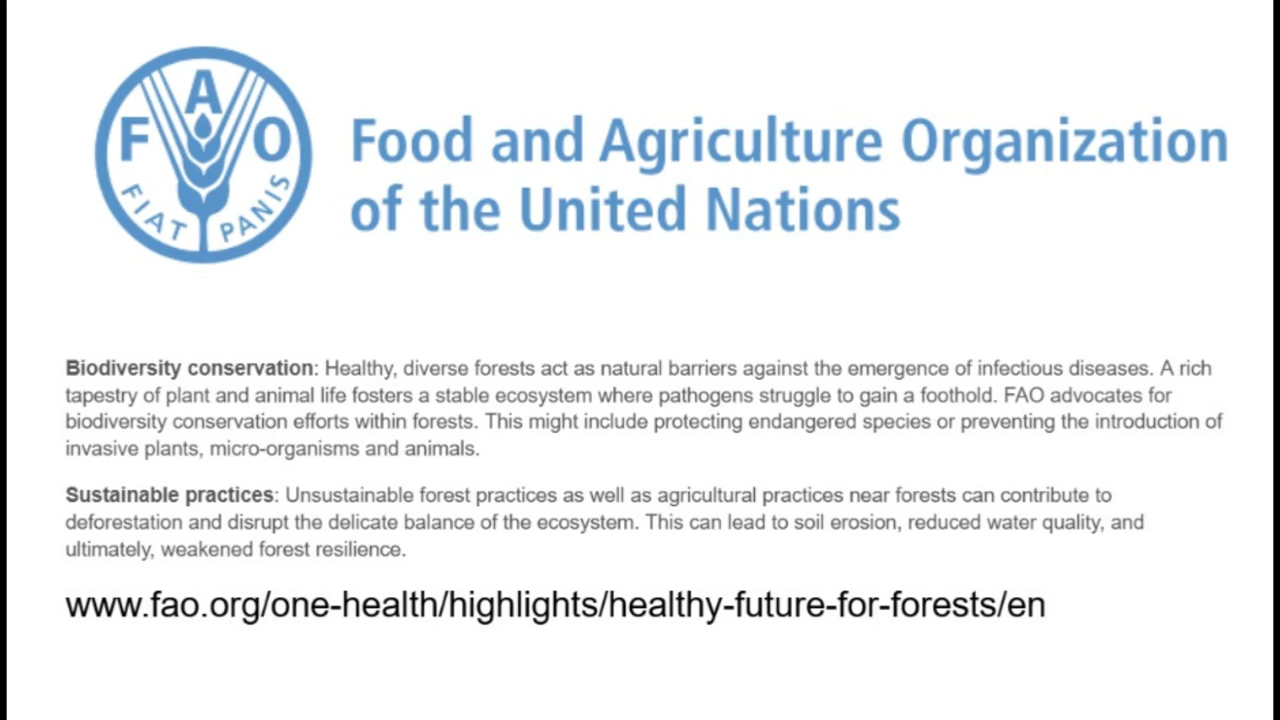 F A O
FIAT PANIS
Food and Agriculture Organization
of the United Nations
Biodiversity conservation: Healthy, diverse forests act as natural barriers against the emergence of infectious diseases. A rich
tapestry of plant and animal life fosters a stable ecosystem where pathogens struggle to gain a foothold. FAO advocates for
biodiversity conservation efforts within forests. This might include protecting endangered species or preventing the introduction of
invasive plants, micro-organisms and animals.
Sustainable practices: Unsustainable forest practices as well as agricultural practices near forests can contribute to
deforestation and disrupt the delicate balance of the ecosystem. This can lead to soil erosion, reduced water quality, and
ultimately, weakened forest resilience.
www.fao.org/one-health/highlights/healthy-future-for-forests/en